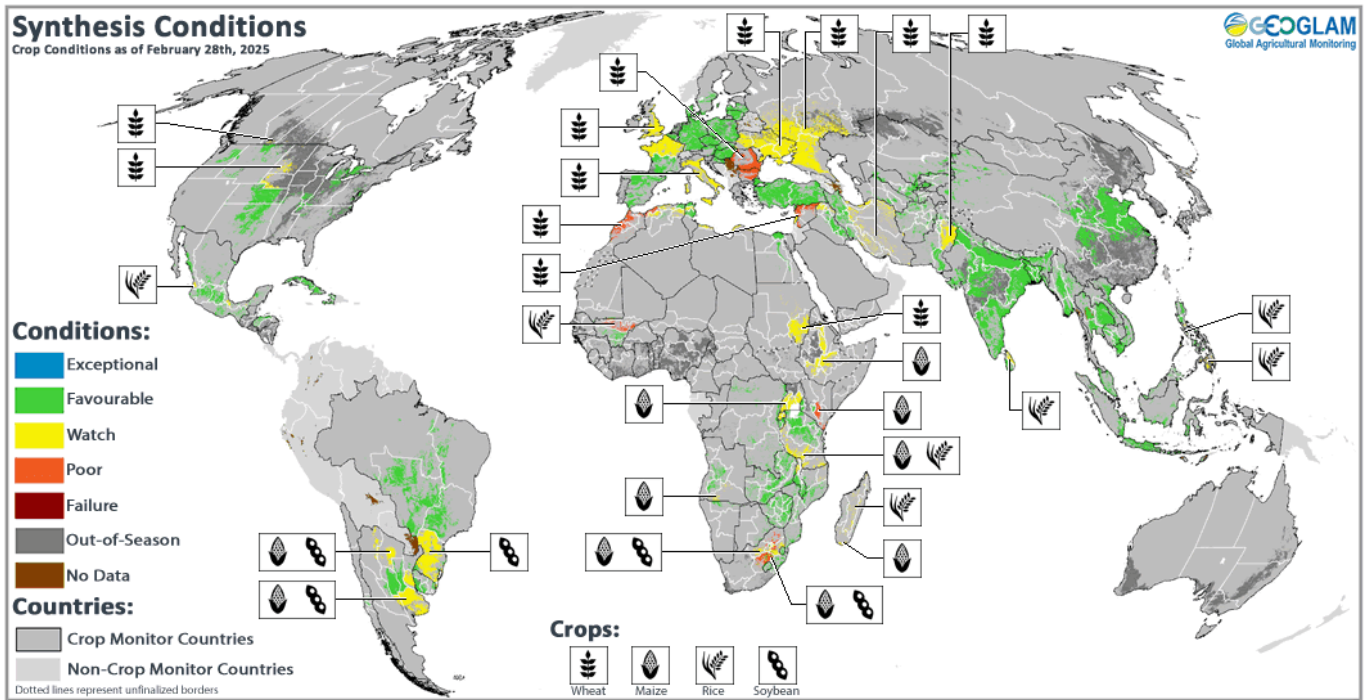 Synthesis Conditions
Crop Conditions as of February 28th, 2025
GEOGLAM
Global Agricultural Monitoring
Conditions:
Exceptional
Favourable
Watch
Poor
Failure
Out-of-Season
No Data
Countries:
Crop Monitor Countries
Non-Crop Monitor Countries
Dotted lines represent unfinalized borders
Crops:
Wheat Maize Rice Soybean